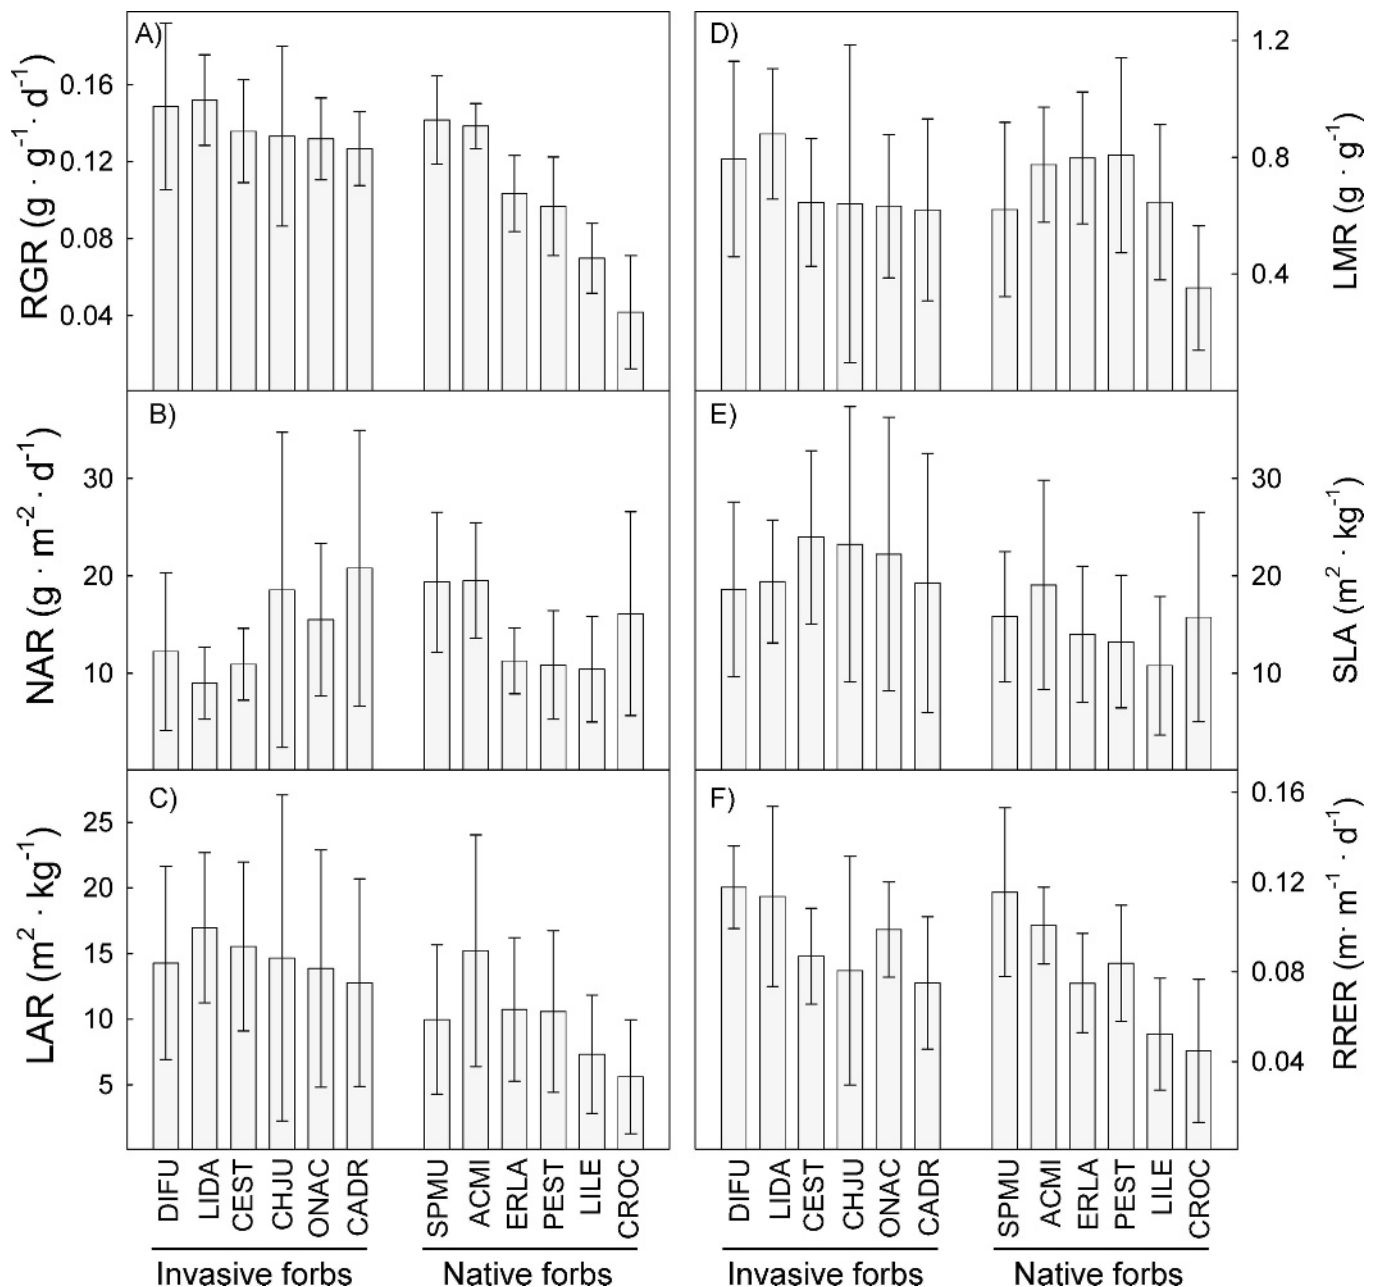 A)
RGR (g · g⁻¹ · d⁻¹)
0.16
0.12
0.08
0.04
D)
LMR (g · g⁻¹)
1.2
0.8
0.4
B)
NAR (g · m⁻² · d⁻¹)
30
20
10
E)
SLA (m² · kg⁻¹)
30
20
10
C)
LAR (m² · kg⁻¹)
25
20
15
10
5
F)
RRER (m· m⁻¹ · d⁻¹)
0.16
0.12
0.08
0.04
DIFU
LIDA
CEST
CHJU
ONAC
CADR
SPMU
ACMI
ERLA
PEST
LILE
CROC
DIFU
LIDA
CEST
CHJU
ONAC
CADR
SPMU
ACMI
ERLA
PEST
LILE
CROC
Invasive forbs
Native forbs
Invasive forbs
Native forbs